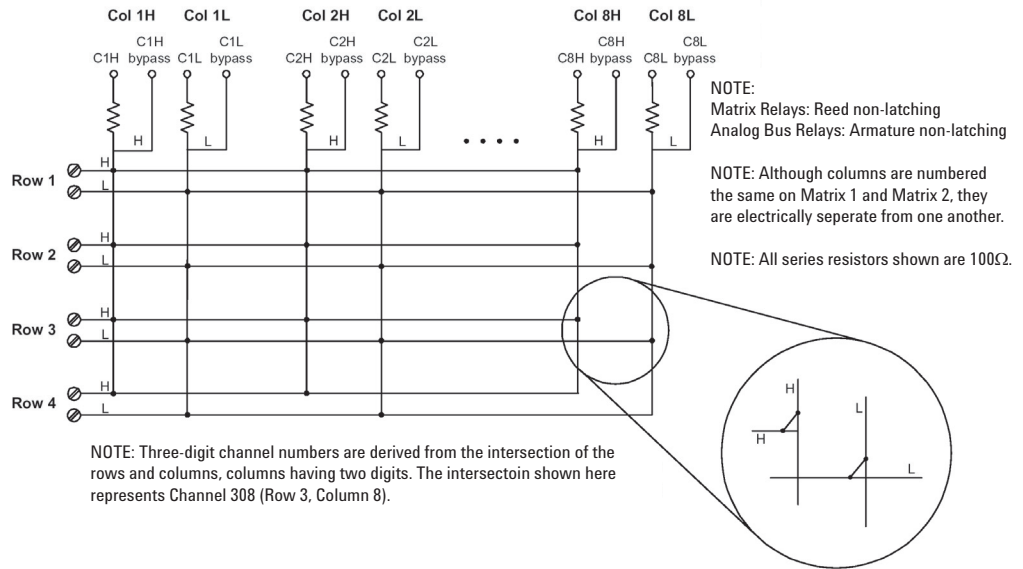 Col 1H Col 1L Col 2H Col 2L Col 8H Col 8L
C1H C1L C2H C2L C8H C8L
C1H bypass C1L bypass C2H bypass C2L bypass C8H bypass C8L bypass
H L H L H L
NOTE:
Matrix Relays: Reed non-latching
Analog Bus Relays: Armature non-latching
NOTE: Although columns are numbered
the same on Matrix 1 and Matrix 2, they
are electrically seperate from one another.
NOTE: All series resistors shown are 100Ω.
H
Row 1
L
H
Row 2
L
H
Row 3
L
H
Row 4
L
H
L
H
L
NOTE: Three-digit channel numbers are derived from the intersection of the
rows and columns, columns having two digits. The intersectoin shown here
represents Channel 308 (Row 3, Column 8).